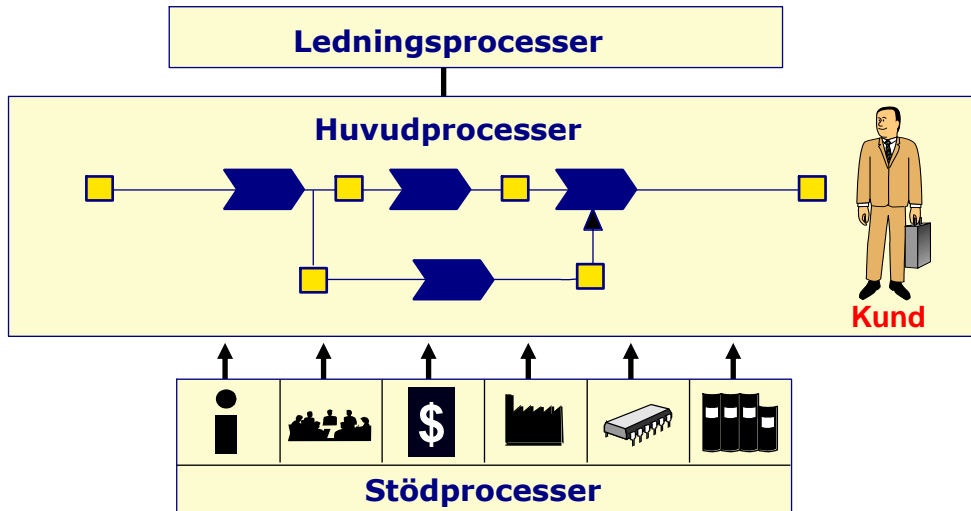 Ledningsprocesser
Huvudprocesser
Kund
$
Stödprocesser